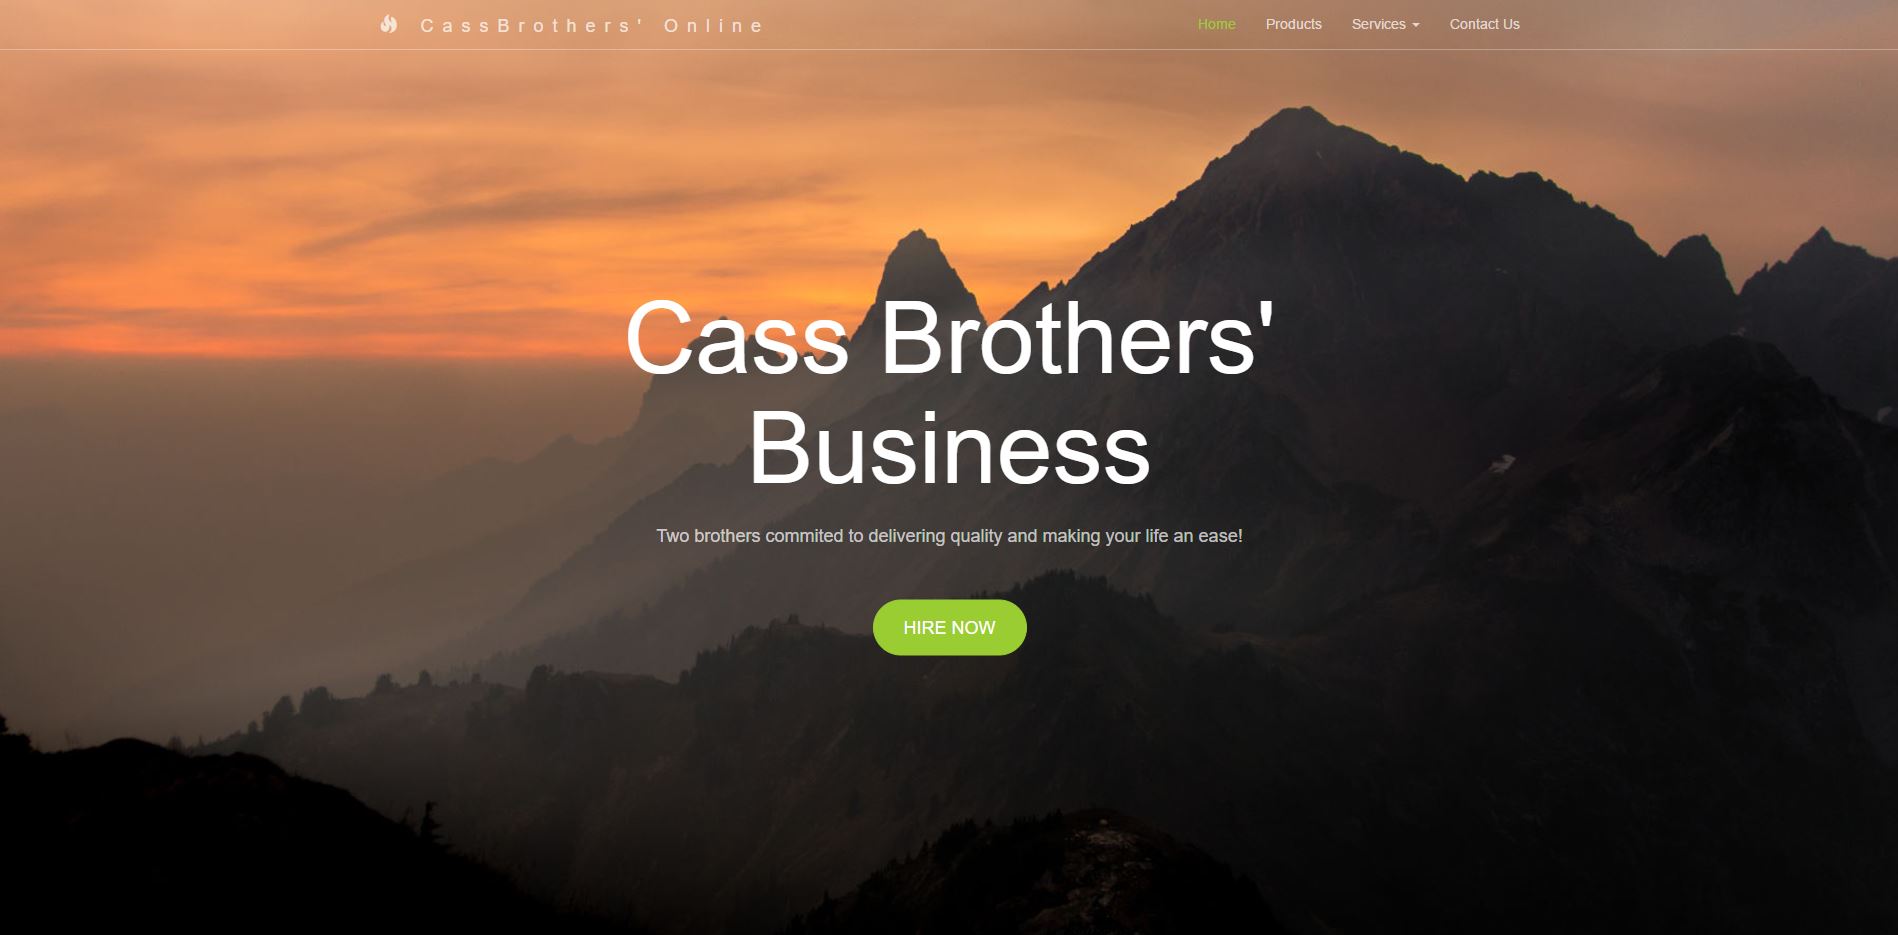 CassBrothers' Online
Home Products Services Contact Us
Cass Brothers'
Business
Two brothers commited to delivering quality and making your life an ease!
HIRE NOW